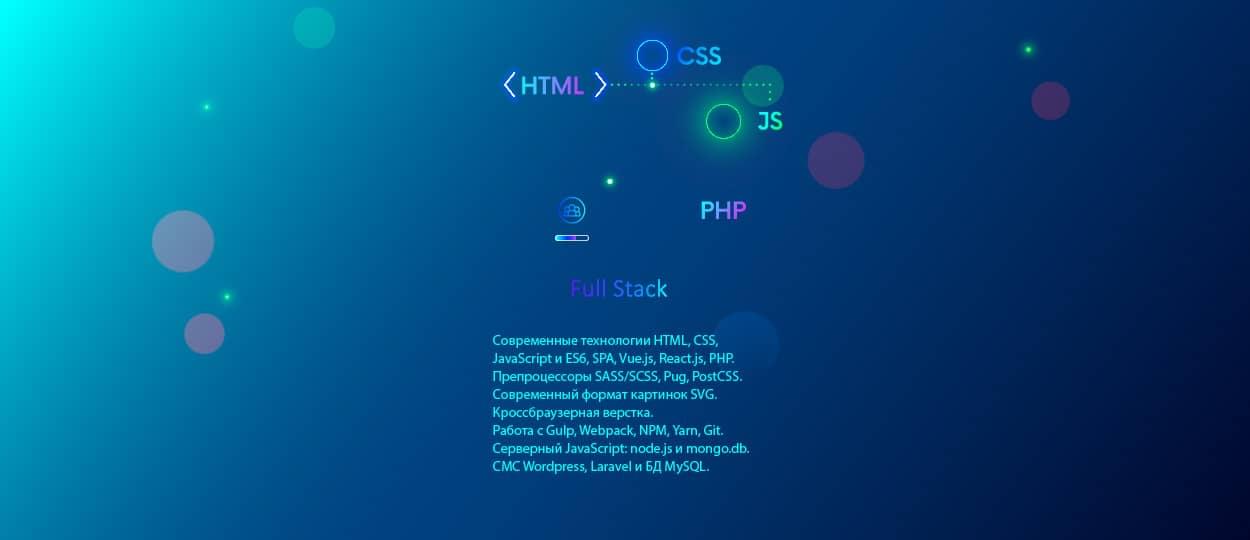 CSS
HTML
JS
PHP
Full Stack
Современные технологии HTML, CSS,
JavaScript и ES6, SPA, Vue.js, React.js, PHP.
Препроцессоры SASS/SCSS, Pug, PostCSS.
Современный формат картинок SVG.
Кроссбраузерная верстка.
Работа с Gulp, Webpack, NPM, Yarn, Git.
Серверный JavaScript: node.js и mongo.db.
СМС Wordpress, Laravel и БД MySQL.